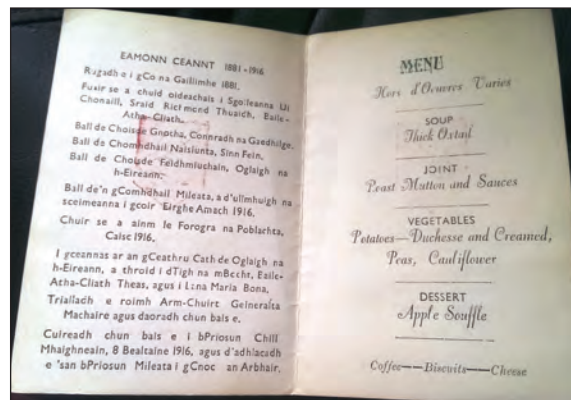 EAMONN CEANNT 1881-1916
Rugadh e i gCo na Gaillimhe 1881.
Fuair se a chuid oideachais i Sgoileanna Ui
Chonaill, Sraid Richmond Thuaidh, Baile-
Atha-Cliath.
Ball de Choisde Gnotha, Connradh na Gaedhilge.
Ball de Chomhdhail Naisiunta, Sinn Fein.
Ball de Choisde Feidhmiuchain, Oglaigh na
h-Eireann.
Ball de'n gComhdhail Mileata, a d'ullmhuigh na
sceimeanna i gcoir Eirghe Amach 1916.
Chuir se a ainm le Forogra na Poblachta,
Caisc 1916.
I gceannas ar an gCeathru Cath de Oglaigh na
h-Eireann, a throid i dTigh na mBocht, Baile-
Atha-Cliath Theas, agus i Lana Maria Bona.
Trialladh e roimh Arm-Chuirt Geineralta
Machaire agus daoradh chun bais e.
Cuireadh chun bais e i bPriosun Chill
Mhaighneain, 8 Bealtaine 1916, agus d'adhlacadh
e 'san bPriosun Mileata i gCnoc an Arbhair.
MENU
Hors d'Oeuvres Varies
SOUP
Thick Oxtail
JOINT
Roast Mutton and Sauces
VEGETABLES
Potatoes—Duchesse and Creamed,
Peas, Cauliflower
DESSERT
Apple Souffle
Coffee——Biscuits——Cheese